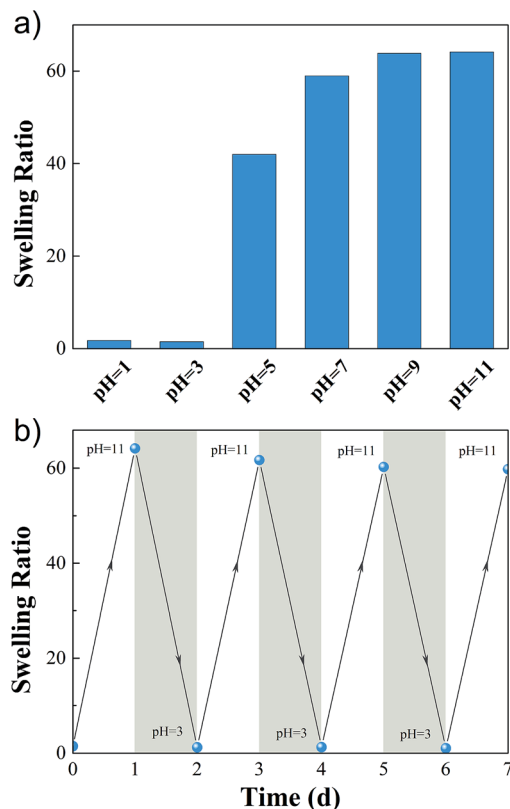 a)
60
40
20
0
Swelling Ratio
pH=1 pH=3 pH=5 pH=7 pH=9 pH=11
b)
pH=11 pH=11 pH=11 pH=11
60
40
20
0
Swelling Ratio
pH=3 pH=3 pH=3
0 1 2 3 4 5 6 7
Time (d)